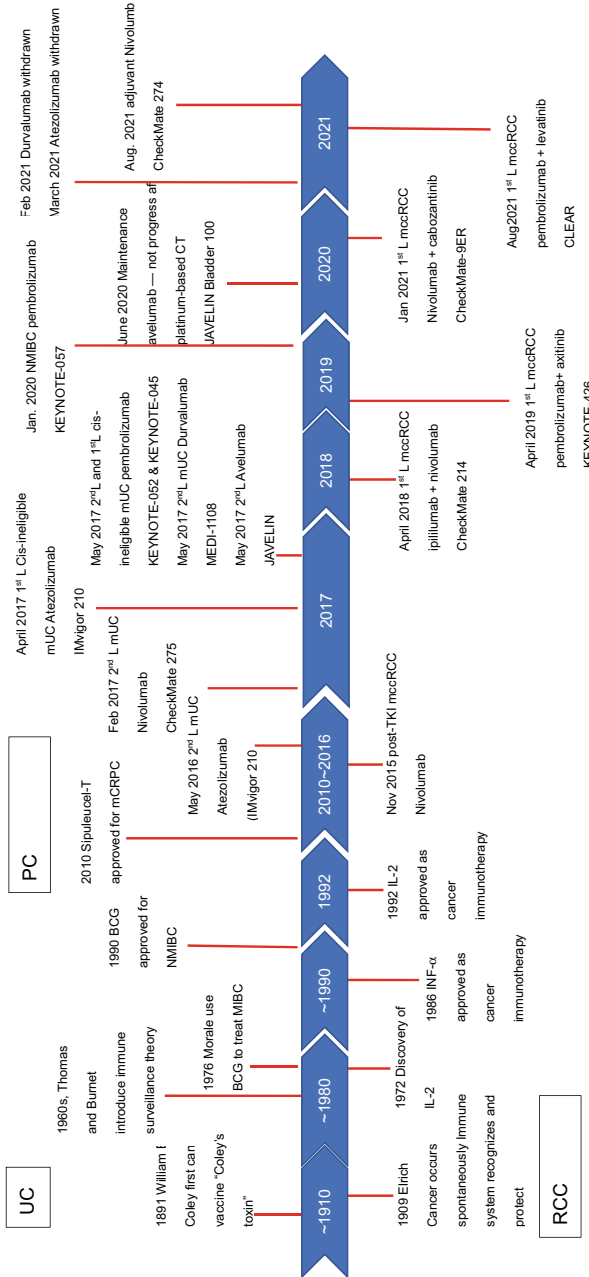 UC
PC
1891 William
Coley first can
vaccine “Coley’s
toxin”
1960s, Thomas
and Burnet
introduce immune
surveillance theory
1976 Morale use
BCG to treat MIBC
1990 BCG
approved for
NMIBC
2010 Sipuleucel-T
approved for mCRPC
May 2016 2nd L mUC
Atezolizumab
(IMvigor 210
Feb 2017 2nd L mUC
Nivolumab
CheckMate 275
April 2017 1st L Cis-ineligible
mUC Atezolizumab
IMvigor 210
May 2017 2ndL and 1stL cis-
ineligible mUC pembrolizumab
KEYNOTE-052 & KEYNOTE-045
May 2017 2ndL mUC Durvalumab
MEDI-1108
May 2017 2ndL Avelumab
JAVELIN
Jan. 2020 NMIBC pembrolizumab
KEYNOTE-057
June 2020 Maintenance
avelumab — not progress af
platinum-based CT
JAVELIN Bladder 100
Feb 2021 Durvalumab withdrawn
March 2021 Atezolizumab withdrawn
Aug. 2021 adjuvant Nivolumb
CheckMate 274
~1910
~1980
~1990
1992
2010~2016
2017
2018
2019
2020
2021
1909 Elrich
Cancer occurs
spontaneously Immune
system recognizes and
protect
1972 Discovery of
IL-2
1986 INF-α
approved as
cancer
immunotherapy
1992 IL-2
approved as
cancer
immunotherapy
Nov 2015 post-TKI mccRCC
Nivolumab
April 2018 1st L mccRCC
ipililumab + nivolumab
CheckMate 214
April 2019 1st L mccRCC
pembrolizumab+ axitinib
KEYNOTE-426
Jan 2021 1st L mccRCC
Nivolumab + cabozantinib
CheckMate-9ER
Aug2021 1st L mccRCC
pembrolizumab + levatinib
CLEAR
RCC